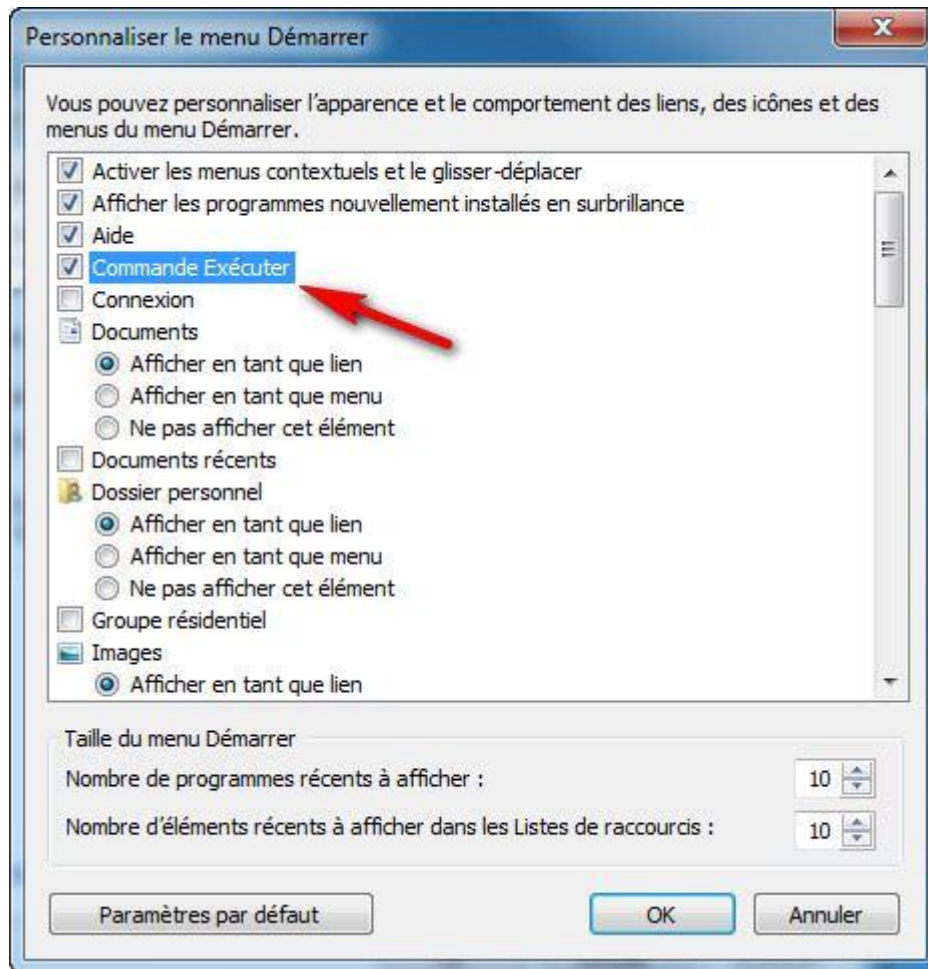 Personnaliser le menu Démarrer
Vous pouvez personnaliser l'apparence et le comportement des liens, des icônes et des
menus du menu Démarrer.
Activer les menus contextuels et le glisser-déplacer
Afficher les programmes nouvellement installés en surbrillance
Aide
Commande Exécuter
Connexion
Documents
Afficher en tant que lien
Afficher en tant que menu
Ne pas afficher cet élément
Documents récents
Dossier personnel
Afficher en tant que lien
Afficher en tant que menu
Ne pas afficher cet élément
Groupe résidentiel
Images
Afficher en tant que lien
Taille du menu Démarrer
Nombre de programmes récents à afficher : 10
Nombre d'éléments récents à afficher dans les Listes de raccourcis : 10
Paramètres par défaut OK Annuler